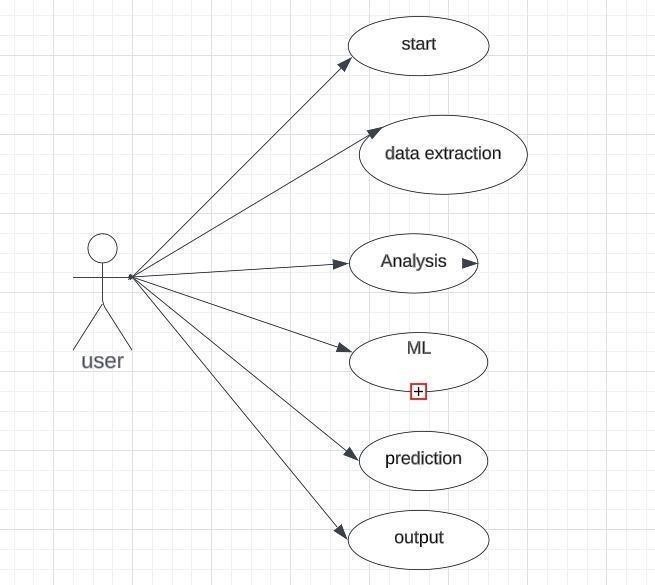 start
data extraction
Analysis
ML
prediction
output
user